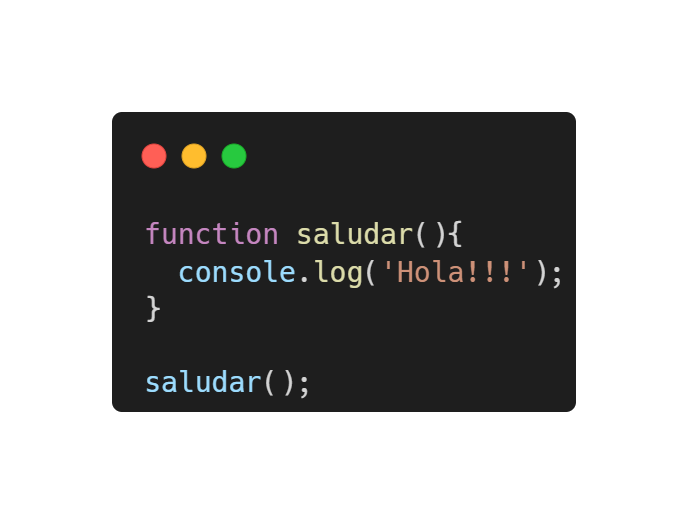 function saludar(){
  console.log('Hola!!!');
}

saludar();